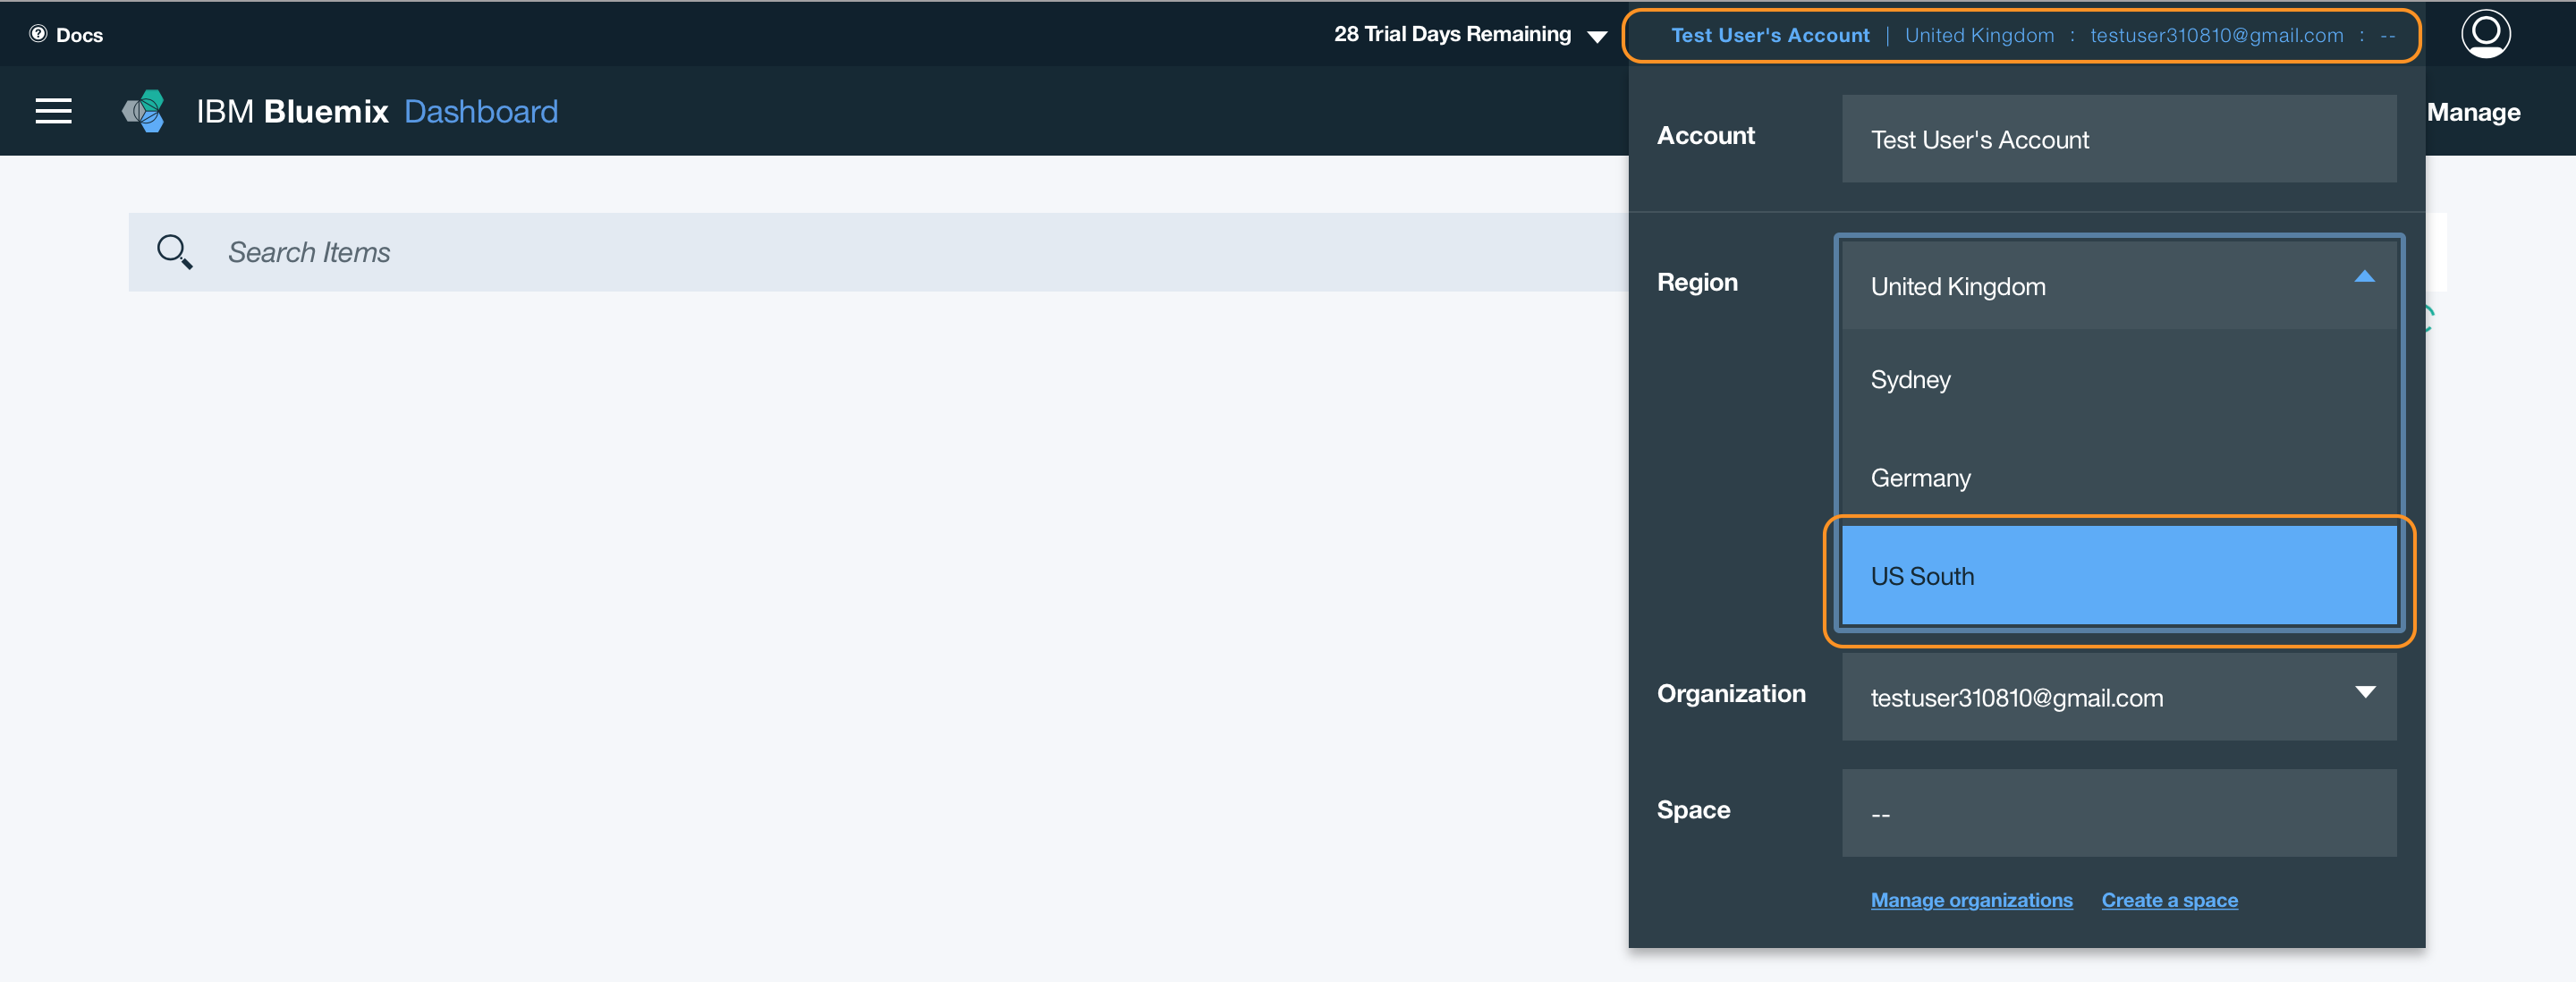 Docs
28 Trial Days Remaining
Test User's Account | United Kingdom : testuser310810@gmail.com : --
IBM Bluemix Dashboard
Manage
Account
Test User's Account
Search Items
Region
United Kingdom
Sydney
Germany
US South
Organization
testuser310810@gmail.com
Space
--
Manage organizations Create a space